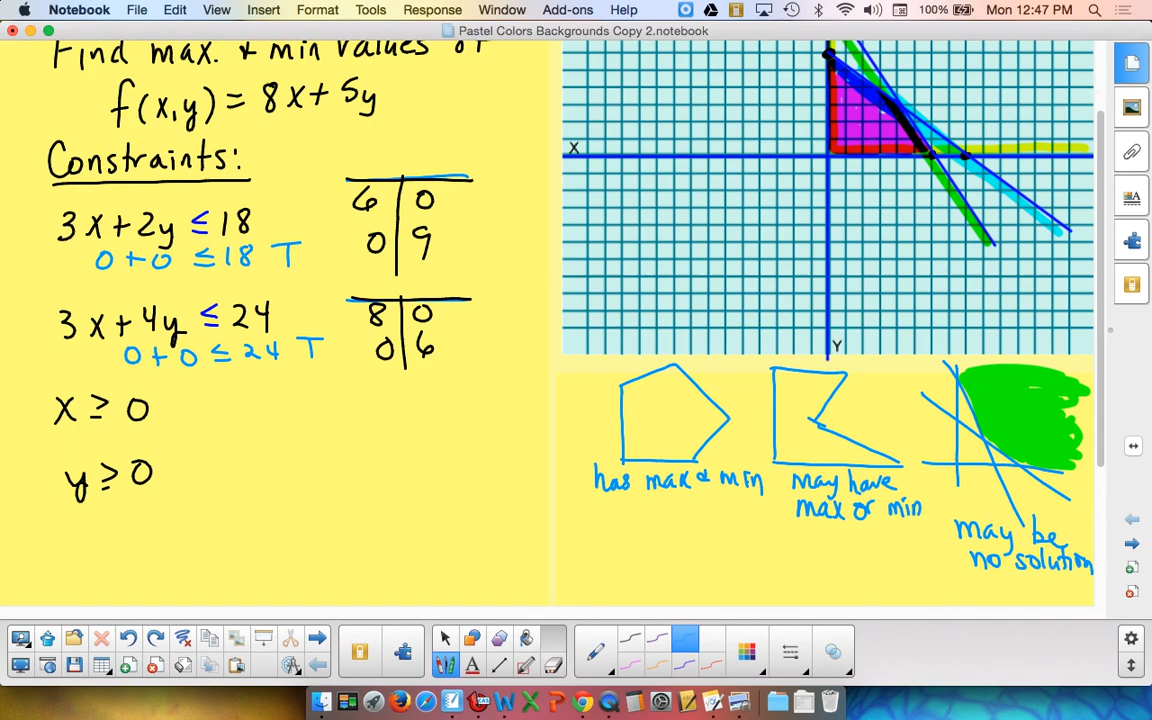 Notebook File Edit View Insert Format Tools Response Window Add-ons Help 100% Mon 12:47 PM
Pastel Colors Backgrounds Copy 2.notebook
Find max. & min values of
f(x,y) = 8x + 5y
Constraints:
3x + 2y ≤ 18
0 + 0 ≤ 18 T
6 0
0 9
3x + 4y ≤ 24
0 + 0 ≤ 24 T
8 0
0 6
x ≥ 0
y ≥ 0
X
Y
has max & min
may have
max or min
may be
no solution